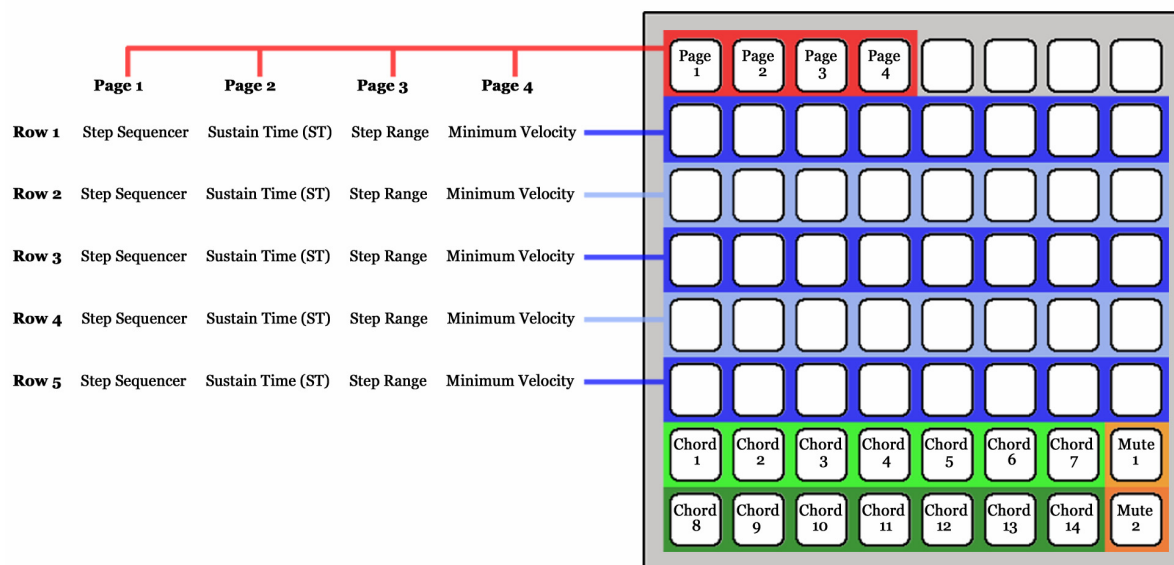 Page 1 Page 2 Page 3 Page 4
Row 1 Step Sequencer Sustain Time (ST) Step Range Minimum Velocity
Row 2 Step Sequencer Sustain Time (ST) Step Range Minimum Velocity
Row 3 Step Sequencer Sustain Time (ST) Step Range Minimum Velocity
Row 4 Step Sequencer Sustain Time (ST) Step Range Minimum Velocity
Row 5 Step Sequencer Sustain Time (ST) Step Range Minimum Velocity
Page Page Page Page
1 2 3 4
Chord Chord Chord Chord Chord Chord Chord Mute
1 2 3 4 5 6 7 1
Chord Chord Chord Chord Chord Chord Chord Mute
8 9 10 11 12 13 14 2